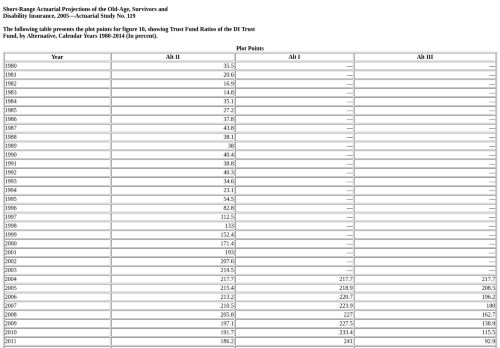 Short-Range Actuarial Projections of the Old-Age, Survivors and
Disability Insurance, 2005—Actuarial Study No. 119
The following table presents the plot points for figure 10, showing Trust Fund Ratios of the DI Trust
Fund, by Alternative, Calendar Years 1980-2014 (In percent).
Plot Points
Year Alt II Alt I Alt III
1980 35.5 — —
1981 20.6 — —
1982 16.9 — —
1983 14.8 — —
1984 35.1 — —
1985 27.2 — —
1986 37.8 — —
1987 43.8 — —
1988 38.1 — —
1989 38 — —
1990 40.4 — —
1991 38.8 — —
1992 40.3 — —
1993 34.6 — —
1994 23.1 — —
1995 54.5 — —
1996 82.8 — —
1997 112.5 — —
1998 133 — —
1999 152.4 — —
2000 171.4 — —
2001 193 — —
2002 207.6 — —
2003 219.5 — —
2004 217.7 217.7 217.7
2005 215.4 218.9 208.5
2006 213.2 220.7 196.2
2007 210.5 223.9 180
2008 205.8 227 162.7
2009 197.1 227.5 138.9
2010 191.7 233.4 115.5
2011 186.2 241 92.9